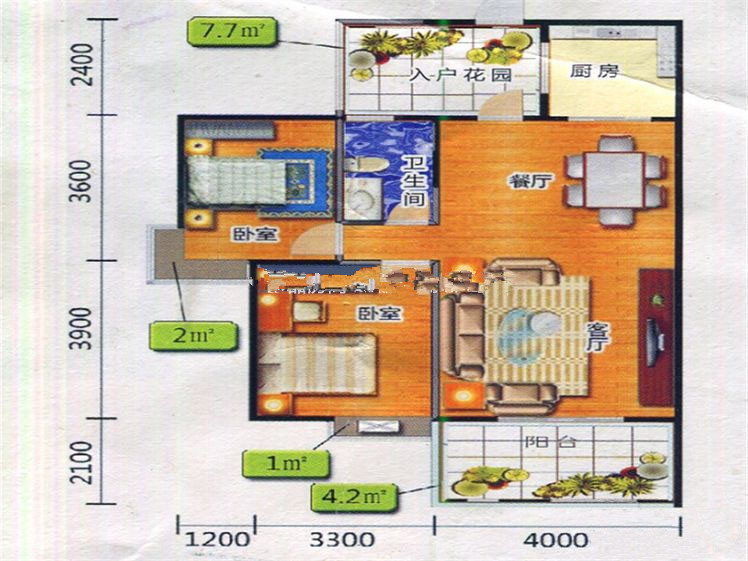 7.7m²
2400
入户花园
厨房
3600
卫生间
餐厅
卧室
2m²
3900
卧室
客厅
2100
1m²
阳台
4.2m²
1200
3300
4000